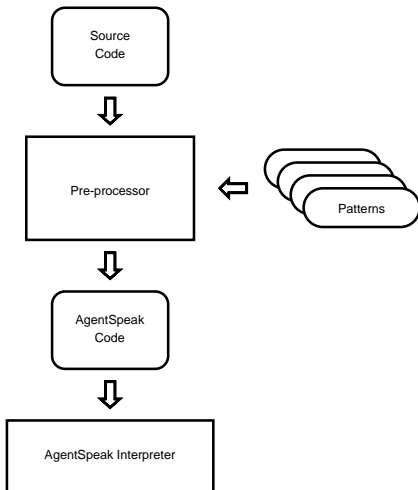 Source
Code
Pre-processor
Patterns
AgentSpeak
Code
AgentSpeak Interpreter